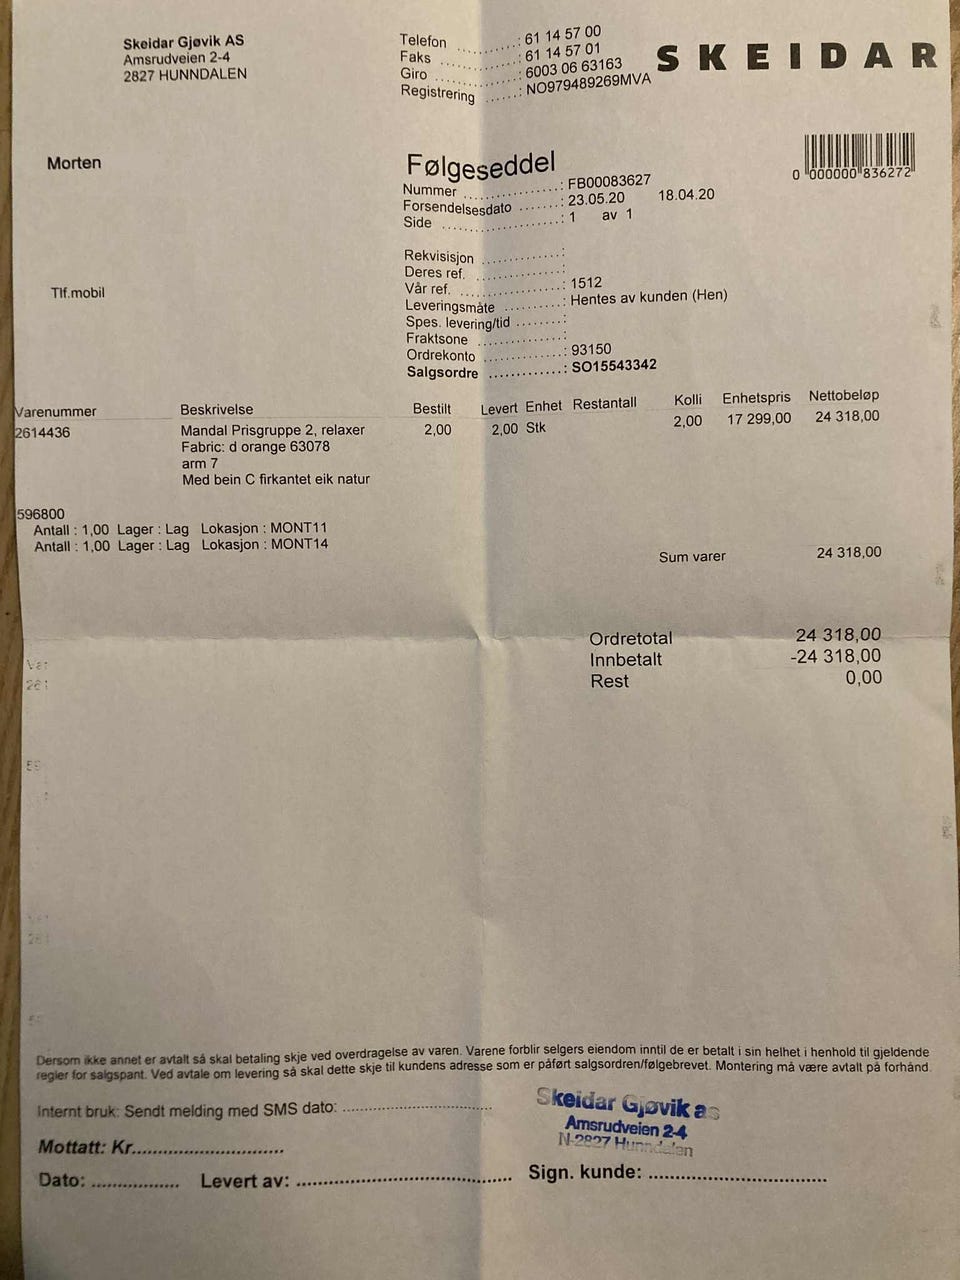 Skeidar Gjøvik AS
Amsrudveien 2-4
2827 HUNNDALEN
Telefon ..........: 61 14 57 00
Faks ..............: 61 14 57 01
Giro ...............: 6003 06 63163
Registrering ......: NO979489269MVA
SKEIDAR
Morten
Følgeseddel
0 000000 836272
Nummer ..................: FB00083627
Forsendelsesdato .......: 23.05.20 18.04.20
Side ......................: 1 av 1
Rekvisisjon ...............:
Deres ref. ................:
Tlf.mobil
Vår ref. ...................: 1512
Leveringsmåte ...........: Hentes av kunden (Hen)
Spes. levering/tid ........:
Fraktsone .................:
Ordrekonto ...............: 93150
Salgsordre ...............: SO15543342
Varenummer Beskrivelse Bestilt Levert Enhet Restantall Kolli Enhetspris Nettobeløp
2614436 Mandal Prisgruppe 2, relaxer 2,00 2,00 Stk 2,00 17 299,00 24 318,00
Fabric: d orange 63078
arm 7
Med bein C firkantet eik natur
596800
Antall : 1,00 Lager : Lag Lokasjon : MONT11
Antall : 1,00 Lager : Lag Lokasjon : MONT14
Sum varer 24 318,00
Ordretotal 24 318,00
Innbetalt -24 318,00
Rest 0,00
Dersom ikke annet er avtalt så skal betaling skje ved overdragelse av varen. Varene forblir selgers eiendom inntil de er betalt i sin helhet i henhold til gjeldende
regler for salgspant. Ved avtale om levering så skal dette skje til kundens adresse som er påført salgsordren/følgebrevet. Montering må være avtalt på forhånd.
Internt bruk: Sendt melding med SMS dato: ........................................
Skeidar Gjøvik as
Amsrudveien 2-4
N-2827 Hunndalen
Mottatt: Kr..............................
Dato: ................. Levert av: ..........................................
Sign. kunde: ...................................